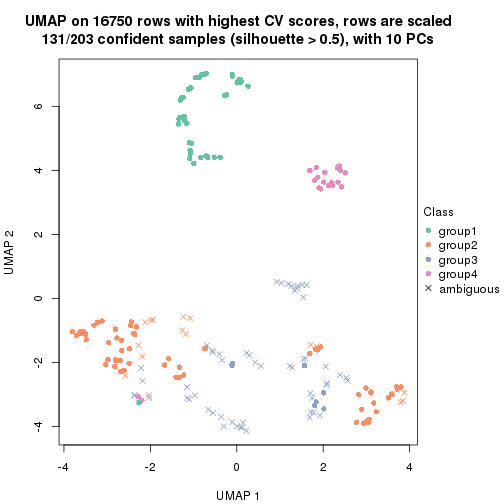 UMAP on 16750 rows with highest CV scores, rows are scaled
131/203 confident samples (silhouette > 0.5), with 10 PCs
UMAP 2
6
4
2
0
-2
-4
-4
-2
0
2
4
UMAP 1
Class
group1
group2
group3
group4
ambiguous